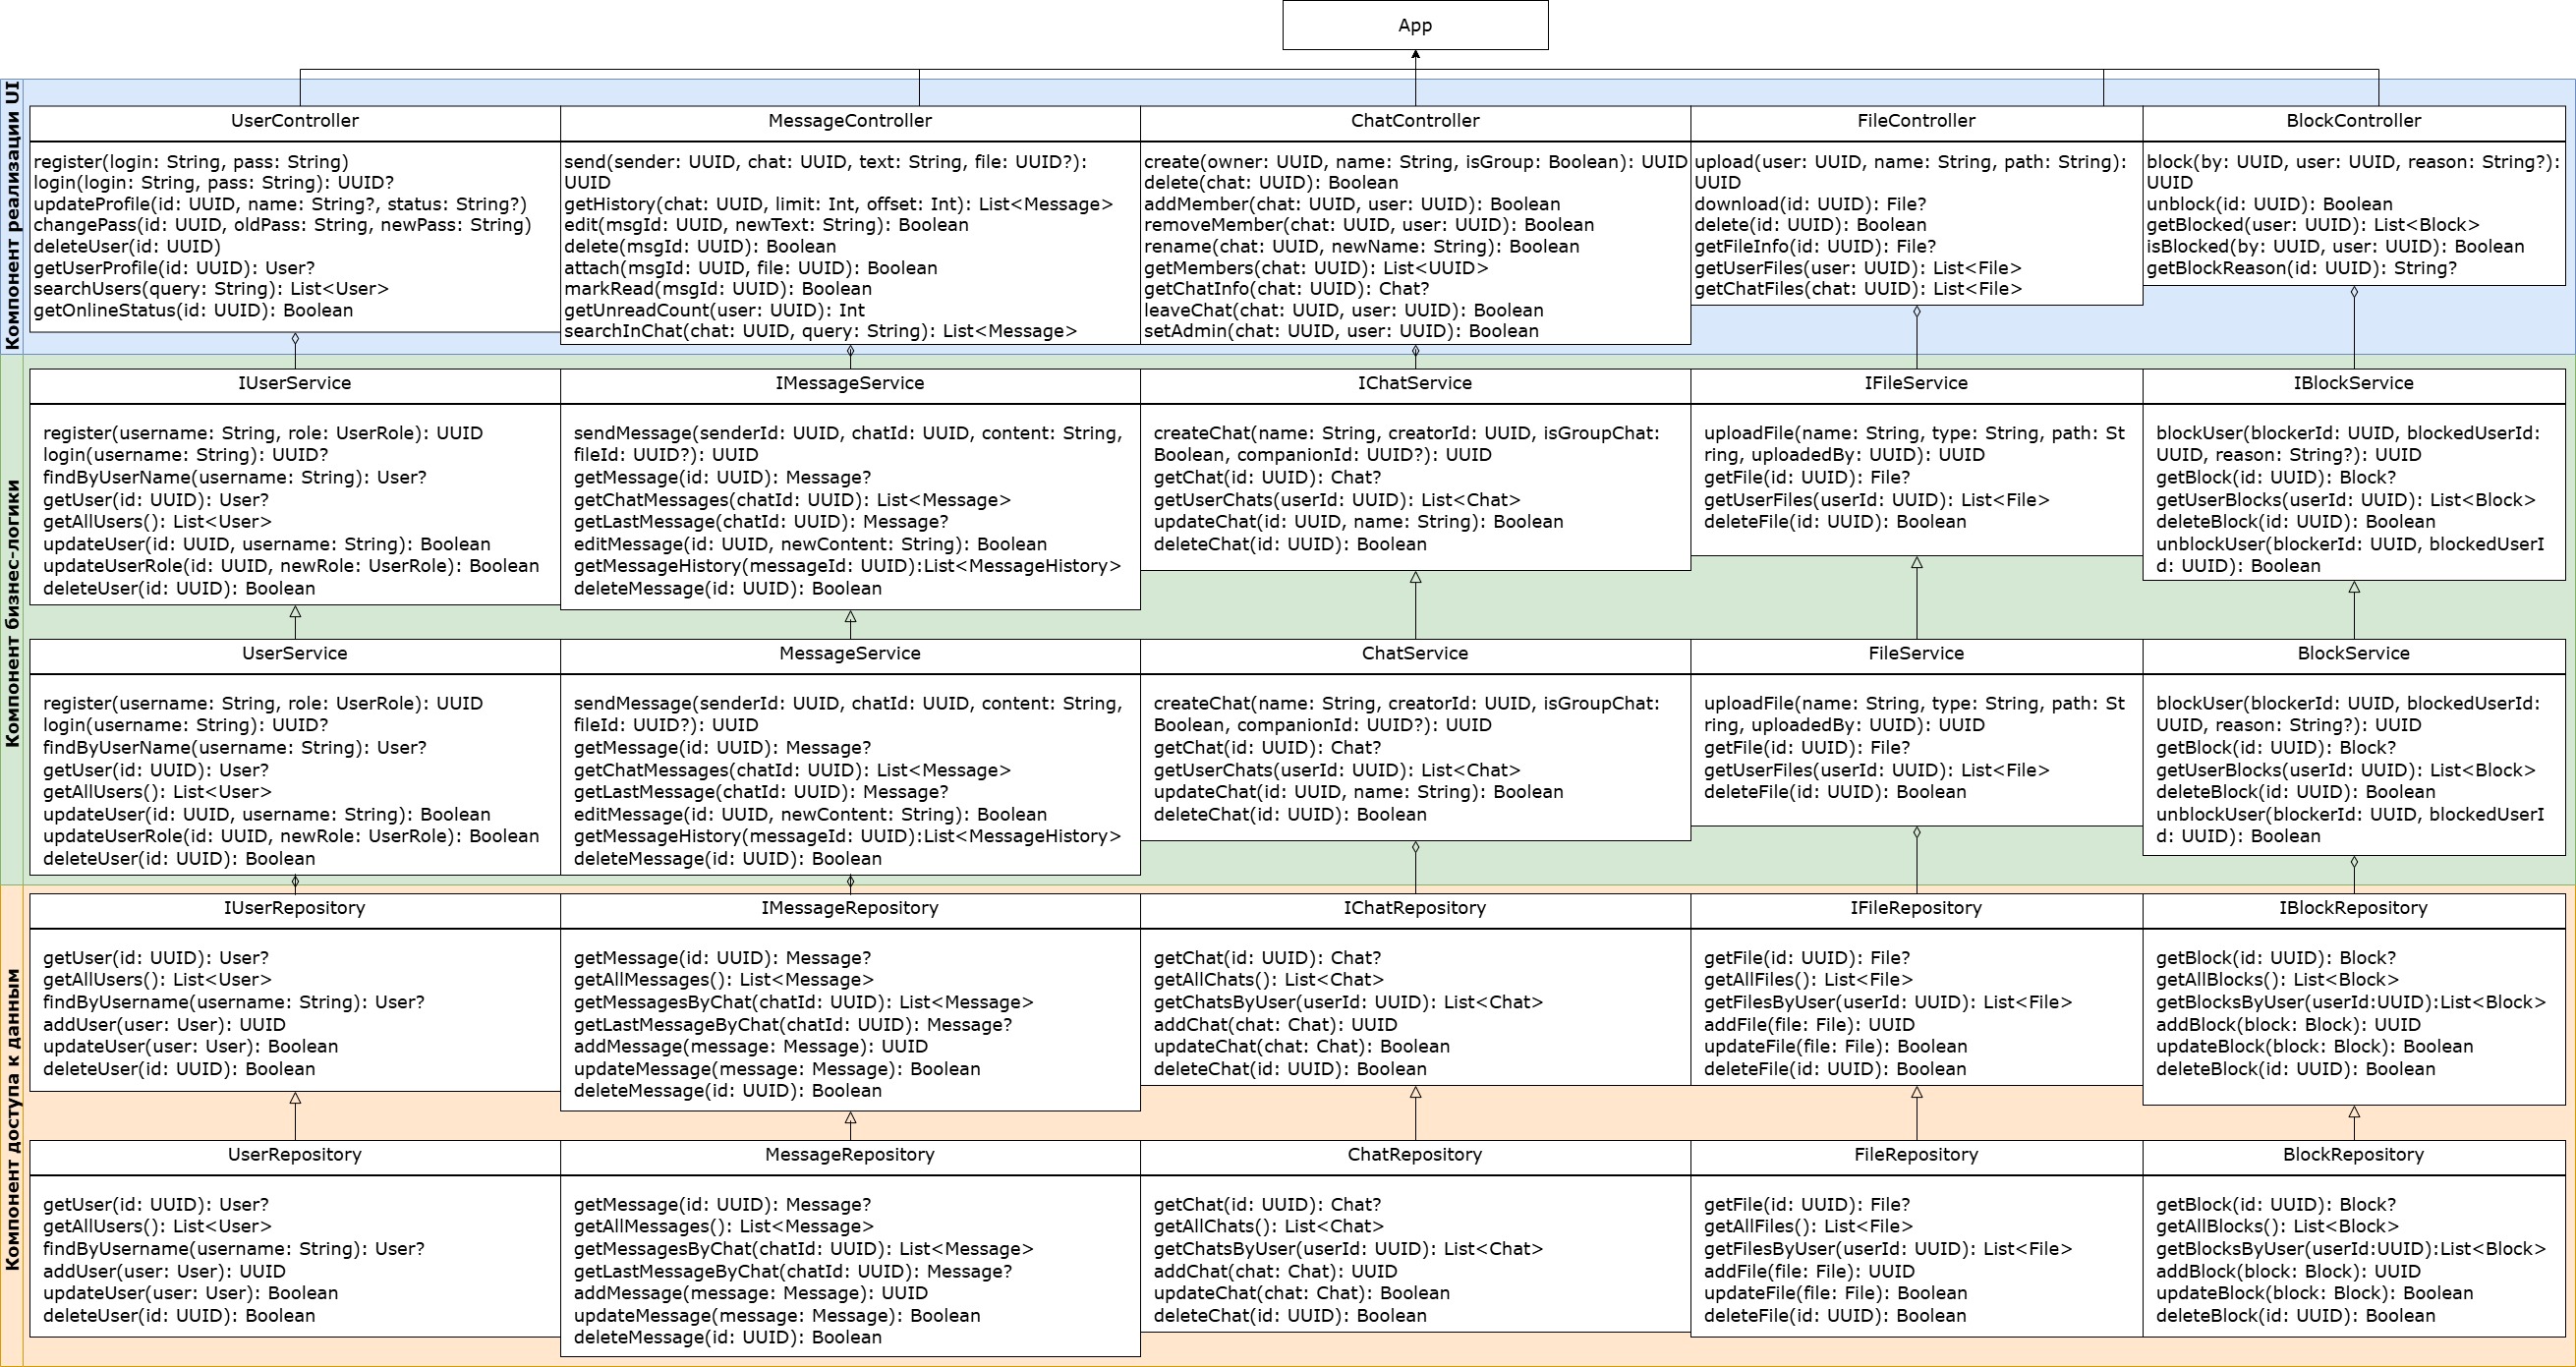 App
Компонент реализации UI
UserController
register(login: String, pass: String)
login(login: String, pass: String): UUID?
updateProfile(id: UUID, name: String?, status: String?)
changePass(id: UUID, oldPass: String, newPass: String)
deleteUser(id: UUID)
getUserProfile(id: UUID): User?
searchUsers(query: String): List<User>
getOnlineStatus(id: UUID): Boolean
MessageController
send(sender: UUID, chat: UUID, text: String, file: UUID?):
UUID
getHistory(chat: UUID, limit: Int, offset: Int): List<Message>
edit(msgId: UUID, newText: String): Boolean
delete(msgId: UUID): Boolean
attach(msgId: UUID, file: UUID): Boolean
markRead(msgId: UUID): Boolean
getUnreadCount(user: UUID): Int
searchInChat(chat: UUID, query: String): List<Message>
ChatController
create(owner: UUID, name: String, isGroup: Boolean): UUID
delete(chat: UUID): Boolean
addMember(chat: UUID, user: UUID): Boolean
removeMember(chat: UUID, user: UUID): Boolean
rename(chat: UUID, newName: String): Boolean
getMembers(chat: UUID): List<UUID>
getChatInfo(chat: UUID): Chat?
leaveChat(chat: UUID, user: UUID): Boolean
setAdmin(chat: UUID, user: UUID): Boolean
FileController
upload(user: UUID, name: String, path: String):
UUID
download(id: UUID): File?
delete(id: UUID): Boolean
getFileInfo(id: UUID): File?
getUserFiles(user: UUID): List<File>
getChatFiles(chat: UUID): List<File>
BlockController
block(by: UUID, user: UUID, reason: String?):
UUID
unblock(id: UUID): Boolean
getBlocked(user: UUID): List<Block>
isBlocked(by: UUID, user: UUID): Boolean
getBlockReason(id: UUID): String?
Компонент бизнес-логики
IUserService
register(username: String, role: UserRole): UUID
login(username: String): UUID?
findByUserName(username: String): User?
getUser(id: UUID): User?
getAllUsers(): List<User>
updateUser(id: UUID, username: String): Boolean
updateUserRole(id: UUID, newRole: UserRole): Boolean
deleteUser(id: UUID): Boolean
IMessageService
sendMessage(senderId: UUID, chatId: UUID, content: String,
fileId: UUID?): UUID
getMessage(id: UUID): Message?
getChatMessages(chatId: UUID): List<Message>
getLastMessage(chatId: UUID): Message?
editMessage(id: UUID, newContent: String): Boolean
getMessageHistory(messageId: UUID):List<MessageHistory>
deleteMessage(id: UUID): Boolean
IChatService
createChat(name: String, creatorId: UUID, isGroupChat:
Boolean, companionId: UUID?): UUID
getChat(id: UUID): Chat?
getUserChats(userId: UUID): List<Chat>
updateChat(id: UUID, name: String): Boolean
deleteChat(id: UUID): Boolean
IFileService
uploadFile(name: String, type: String, path: St
ring, uploadedBy: UUID): UUID
getFile(id: UUID): File?
getUserFiles(userId: UUID): List<File>
deleteFile(id: UUID): Boolean
IBlockService
blockUser(blockerId: UUID, blockedUserId:
UUID, reason: String?): UUID
getBlock(id: UUID): Block?
getUserBlocks(userId: UUID): List<Block>
deleteBlock(id: UUID): Boolean
unblockUser(blockerId: UUID, blockedUserI
d: UUID): Boolean
UserService
register(username: String, role: UserRole): UUID
login(username: String): UUID?
findByUserName(username: String): User?
getUser(id: UUID): User?
getAllUsers(): List<User>
updateUser(id: UUID, username: String): Boolean
updateUserRole(id: UUID, newRole: UserRole): Boolean
deleteUser(id: UUID): Boolean
MessageService
sendMessage(senderId: UUID, chatId: UUID, content: String,
fileId: UUID?): UUID
getMessage(id: UUID): Message?
getChatMessages(chatId: UUID): List<Message>
getLastMessage(chatId: UUID): Message?
editMessage(id: UUID, newContent: String): Boolean
getMessageHistory(messageId: UUID):List<MessageHistory>
deleteMessage(id: UUID): Boolean
ChatService
createChat(name: String, creatorId: UUID, isGroupChat:
Boolean, companionId: UUID?): UUID
getChat(id: UUID): Chat?
getUserChats(userId: UUID): List<Chat>
updateChat(id: UUID, name: String): Boolean
deleteChat(id: UUID): Boolean
FileService
uploadFile(name: String, type: String, path: St
ring, uploadedBy: UUID): UUID
getFile(id: UUID): File?
getUserFiles(userId: UUID): List<File>
deleteFile(id: UUID): Boolean
BlockService
blockUser(blockerId: UUID, blockedUserId:
UUID, reason: String?): UUID
getBlock(id: UUID): Block?
getUserBlocks(userId: UUID): List<Block>
deleteBlock(id: UUID): Boolean
unblockUser(blockerId: UUID, blockedUserI
d: UUID): Boolean
Компонент доступа к данным
IUserRepository
getUser(id: UUID): User?
getAllUsers(): List<User>
findByUsername(username: String): User?
addUser(user: User): UUID
updateUser(user: User): Boolean
deleteUser(id: UUID): Boolean
IMessageRepository
getMessage(id: UUID): Message?
getAllMessages(): List<Message>
getMessagesByChat(chatId: UUID): List<Message>
getLastMessageByChat(chatId: UUID): Message?
addMessage(message: Message): UUID
updateMessage(message: Message): Boolean
deleteMessage(id: UUID): Boolean
IChatRepository
getChat(id: UUID): Chat?
getAllChats(): List<Chat>
getChatsByUser(userId: UUID): List<Chat>
addChat(chat: Chat): UUID
updateChat(chat: Chat): Boolean
deleteChat(id: UUID): Boolean
IFileRepository
getFile(id: UUID): File?
getAllFiles(): List<File>
getFilesByUser(userId: UUID): List<File>
addFile(file: File): UUID
updateFile(file: File): Boolean
deleteFile(id: UUID): Boolean
IBlockRepository
getBlock(id: UUID): Block?
getAllBlocks(): List<Block>
getBlocksByUser(userId:UUID):List<Block>
addBlock(block: Block): UUID
updateBlock(block: Block): Boolean
deleteBlock(id: UUID): Boolean
UserRepository
getUser(id: UUID): User?
getAllUsers(): List<User>
findByUsername(username: String): User?
addUser(user: User): UUID
updateUser(user: User): Boolean
deleteUser(id: UUID): Boolean
MessageRepository
getMessage(id: UUID): Message?
getAllMessages(): List<Message>
getMessagesByChat(chatId: UUID): List<Message>
getLastMessageByChat(chatId: UUID): Message?
addMessage(message: Message): UUID
updateMessage(message: Message): Boolean
deleteMessage(id: UUID): Boolean
ChatRepository
getChat(id: UUID): Chat?
getAllChats(): List<Chat>
getChatsByUser(userId: UUID): List<Chat>
addChat(chat: Chat): UUID
updateChat(chat: Chat): Boolean
deleteChat(id: UUID): Boolean
FileRepository
getFile(id: UUID): File?
getAllFiles(): List<File>
getFilesByUser(userId: UUID): List<File>
addFile(file: File): UUID
updateFile(file: File): Boolean
deleteFile(id: UUID): Boolean
BlockRepository
getBlock(id: UUID): Block?
getAllBlocks(): List<Block>
getBlocksByUser(userId:UUID):List<Block>
addBlock(block: Block): UUID
updateBlock(block: Block): Boolean
deleteBlock(id: UUID): Boolean